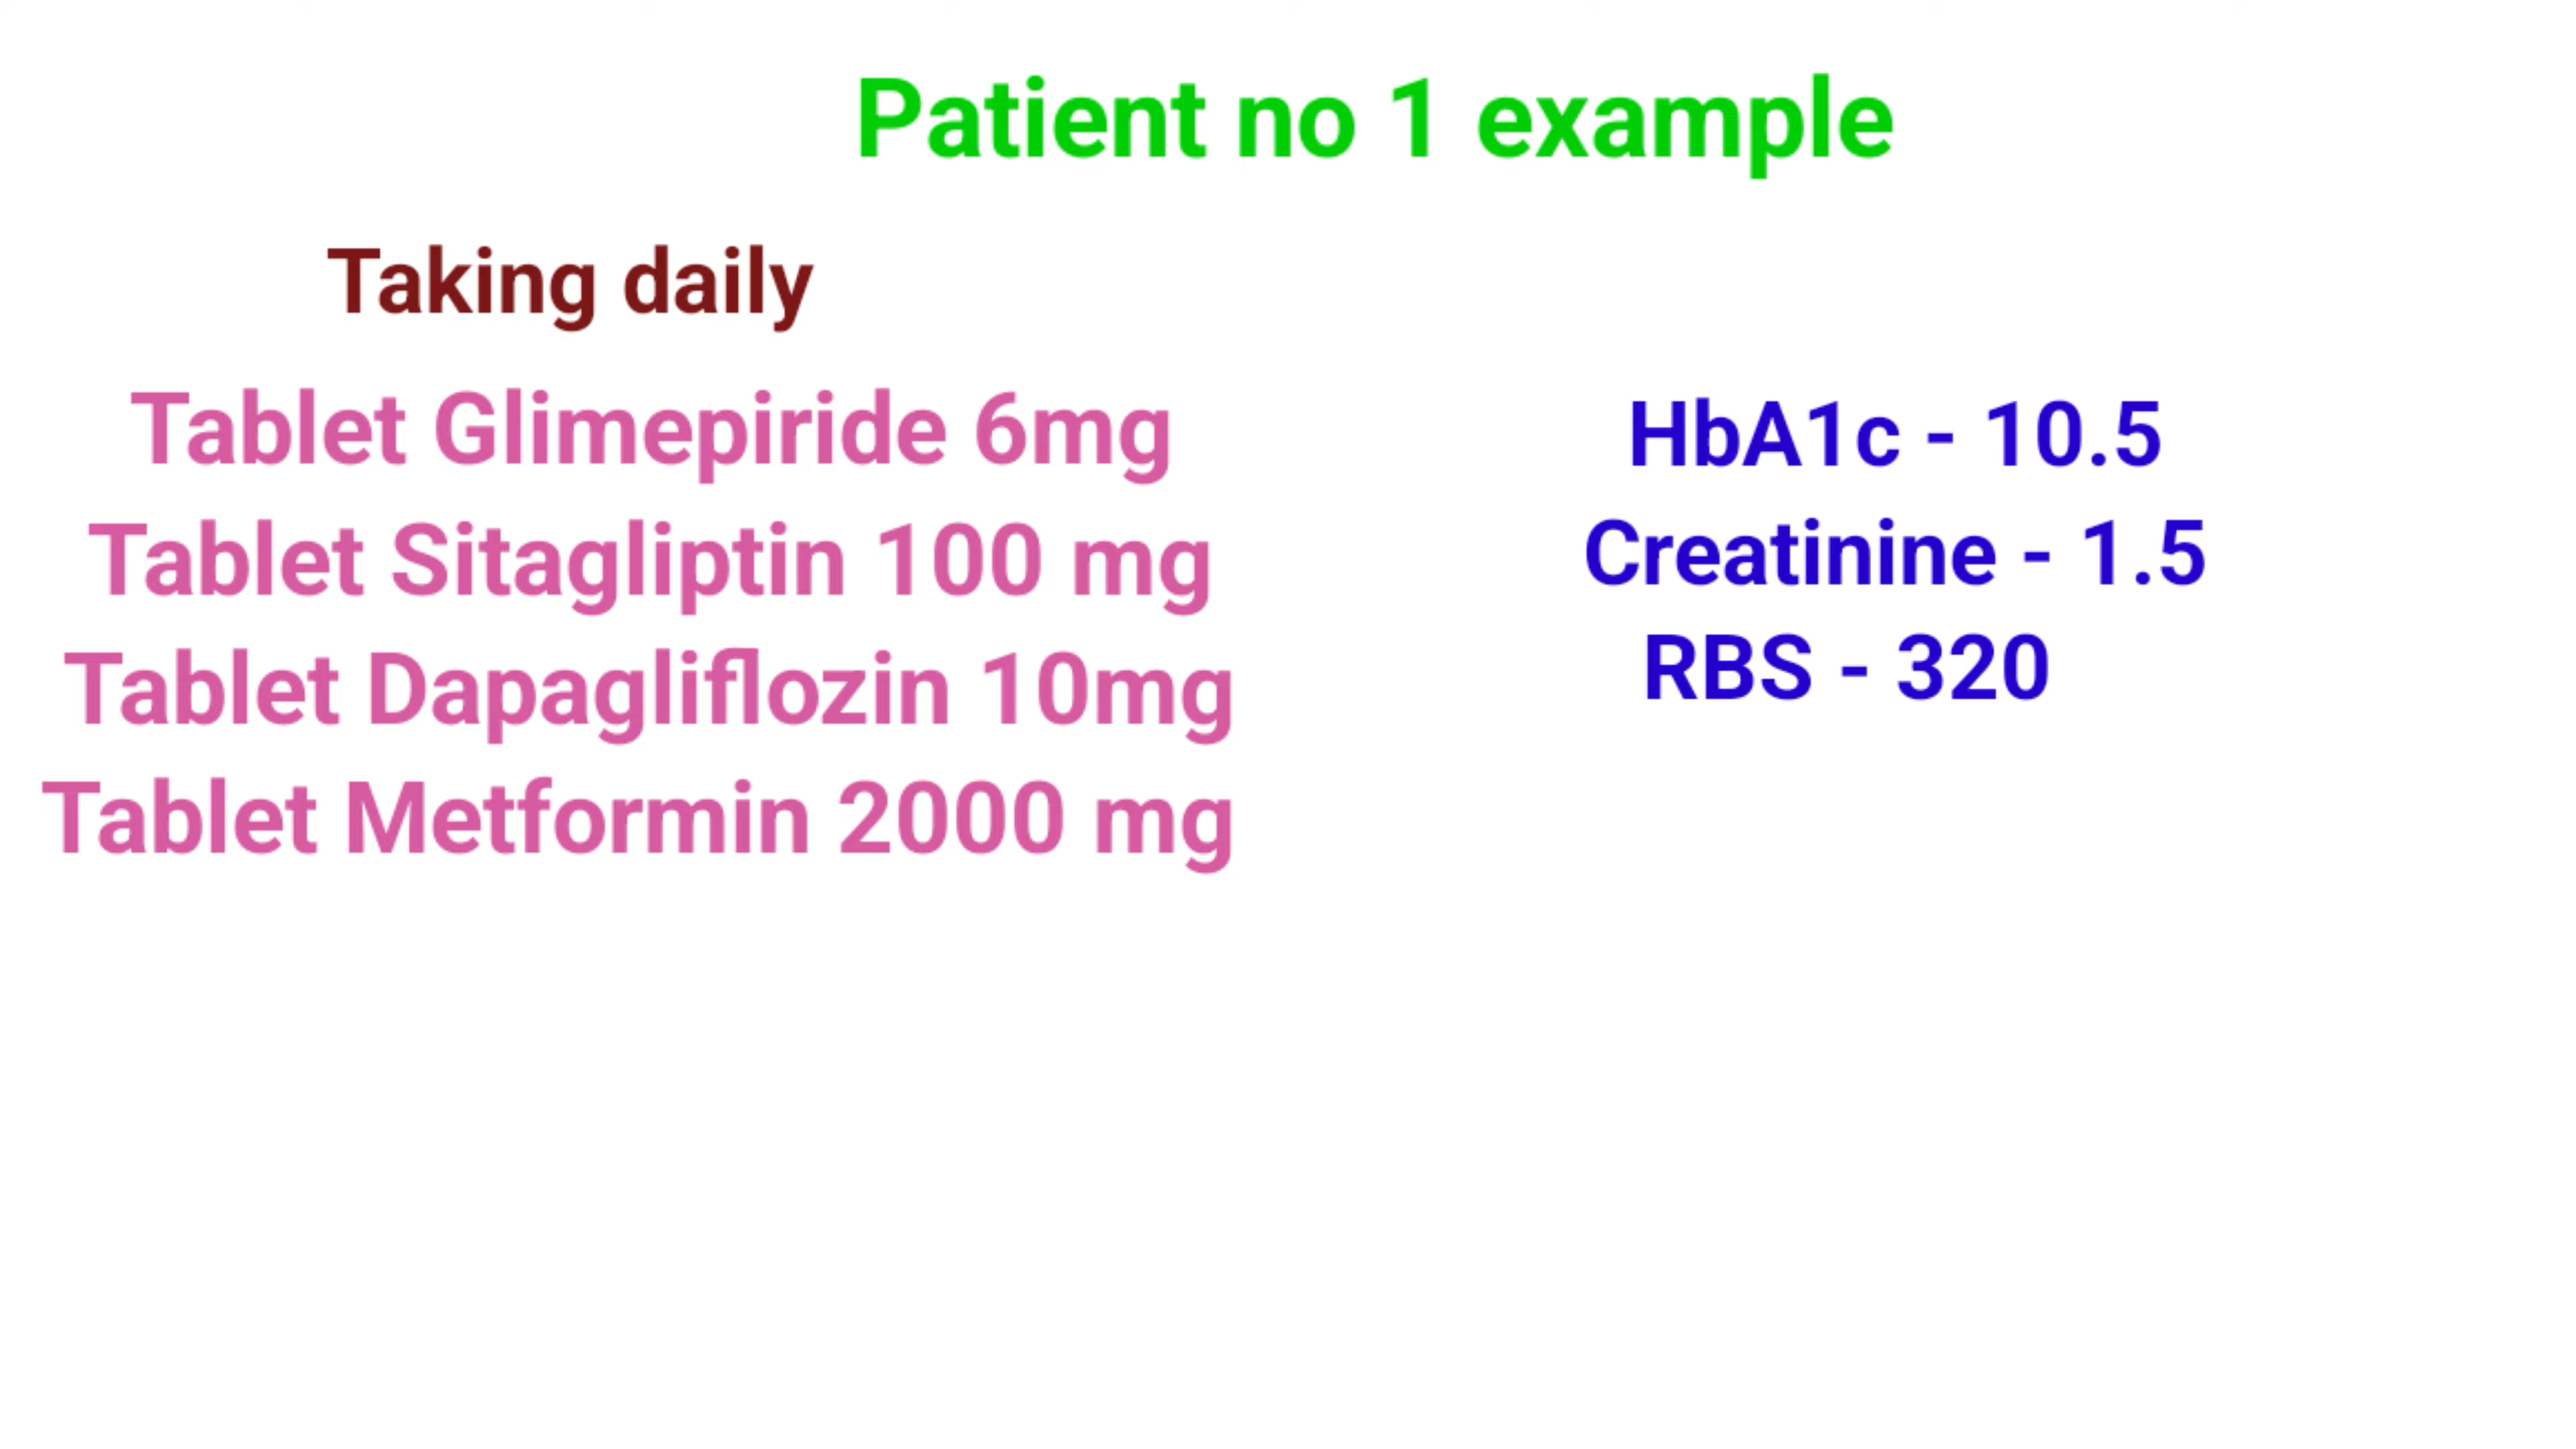 Patient no 1 example
Taking daily
Tablet Glimepiride 6mg
Tablet Sitagliptin 100 mg
Tablet Dapagliflozin 10mg
Tablet Metformin 2000 mg
HbA1c - 10.5
Creatinine - 1.5
RBS - 320